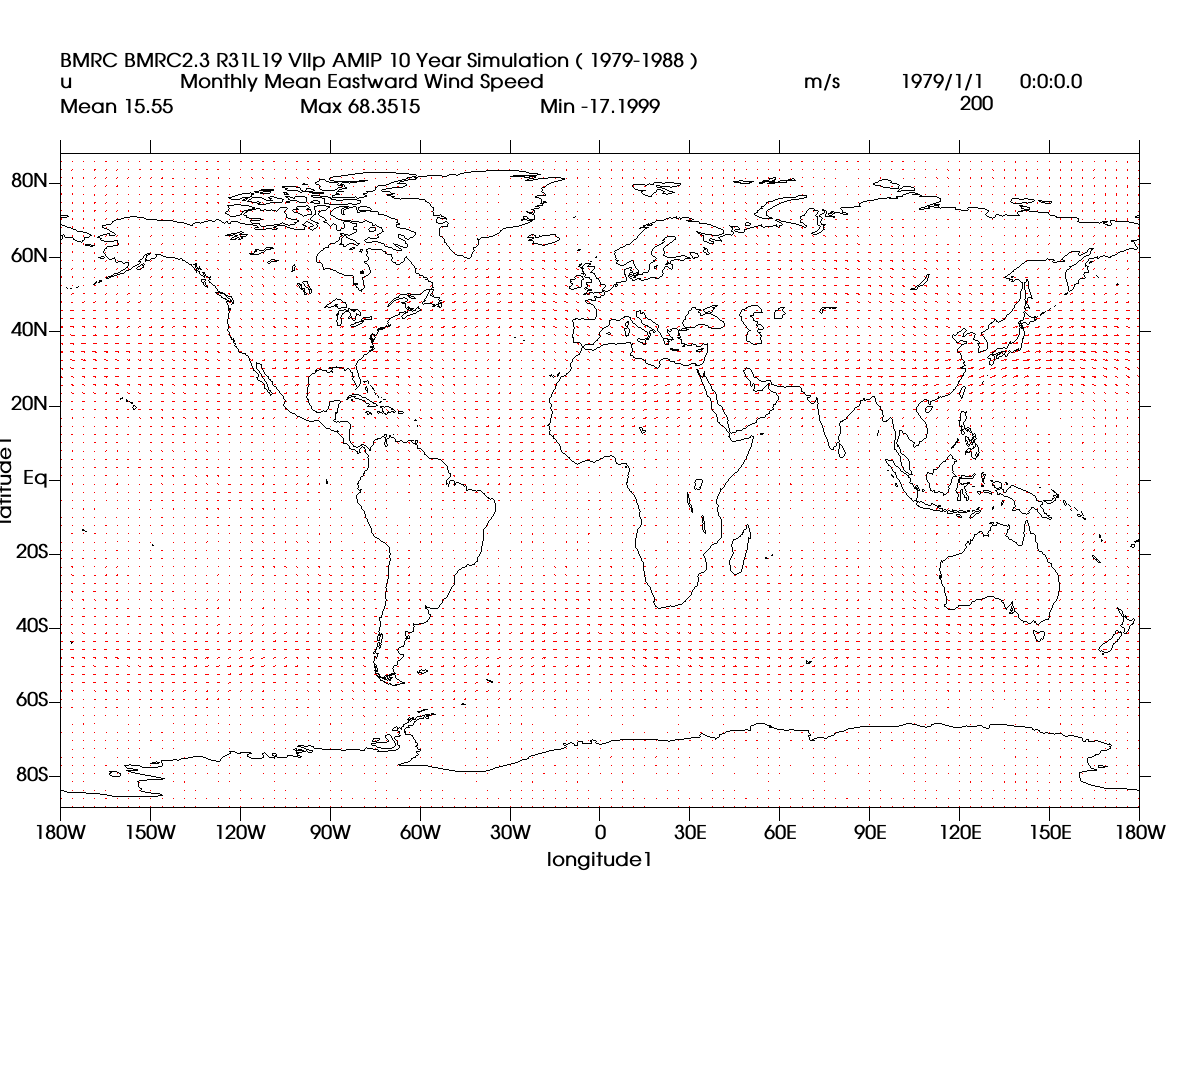 BMRC BMRC2.3 R31L19 VIIp AMIP 10 Year Simulation ( 1979-1988 )
u Monthly Mean Eastward Wind Speed m/s 1979/1/1 0:0:0.0
Mean 15.55 Max 68.3515 Min -17.1999 200
80N
60N
40N
20N
Eq
20S
40S
60S
80S
latitude1
180W 150W 120W 90W 60W 30W 0 30E 60E 90E 120E 150E 180W
longitude1